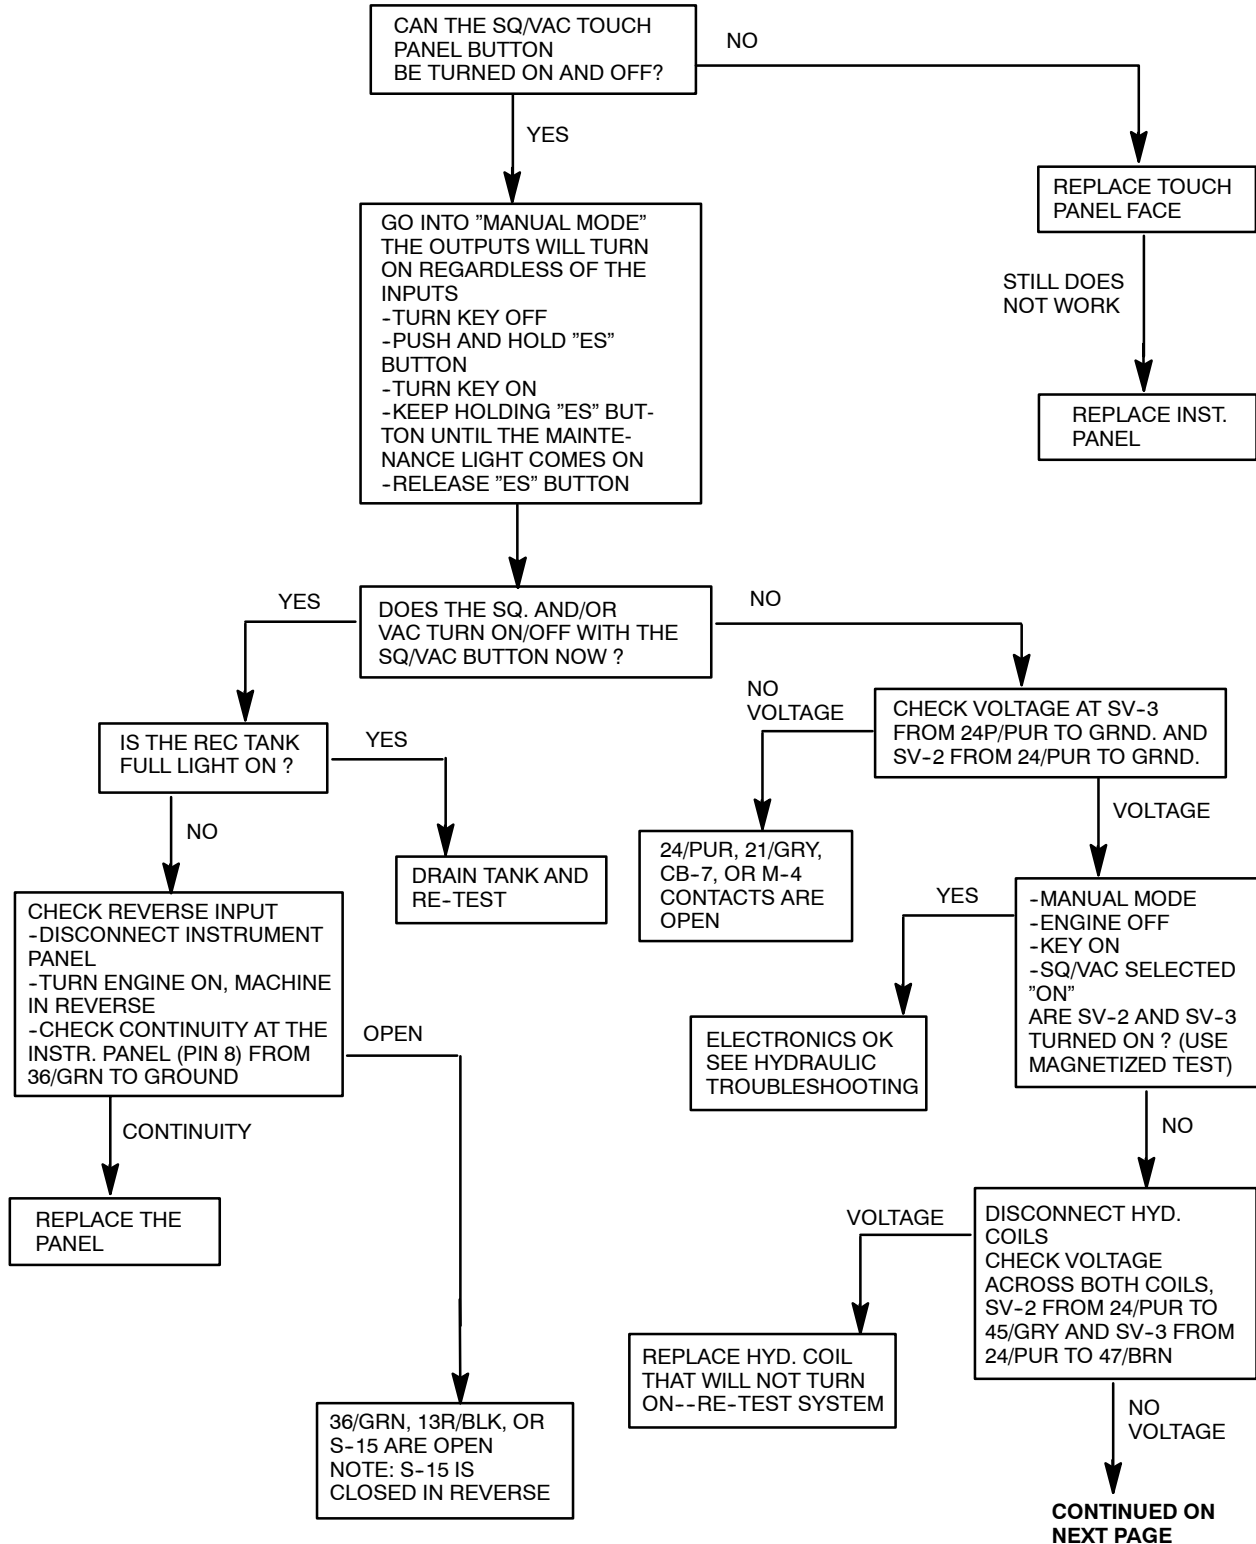 CAN THE SQ/VAC TOUCH
PANEL BUTTON
BE TURNED ON AND OFF?
NO
YES
REPLACE TOUCH
PANEL FACE
STILL DOES
NOT WORK
REPLACE INST.
PANEL
GO INTO ”MANUAL MODE”
THE OUTPUTS WILL TURN
ON REGARDLESS OF THE
INPUTS
-TURN KEY OFF
-PUSH AND HOLD ”ES”
BUTTON
-TURN KEY ON
-KEEP HOLDING ”ES” BUT-
TON UNTIL THE MAINTE-
NANCE LIGHT COMES ON
-RELEASE ”ES” BUTTON
DOES THE SQ. AND/OR
VAC TURN ON/OFF WITH THE
SQ/VAC BUTTON NOW ?
YES
NO
IS THE REC TANK
FULL LIGHT ON ?
YES
NO
DRAIN TANK AND
RE-TEST
CHECK REVERSE INPUT
-DISCONNECT INSTRUMENT
PANEL
-TURN ENGINE ON, MACHINE
IN REVERSE
-CHECK CONTINUITY AT THE
INSTR. PANEL (PIN 8) FROM
36/GRN TO GROUND
OPEN
CONTINUITY
REPLACE THE
PANEL
36/GRN, 13R/BLK, OR
S-15 ARE OPEN
NOTE: S-15 IS
CLOSED IN REVERSE
CHECK VOLTAGE AT SV-3
FROM 24P/PUR TO GRND. AND
SV-2 FROM 24/PUR TO GRND.
NO
VOLTAGE
VOLTAGE
24/PUR, 21/GRY,
CB-7, OR M-4
CONTACTS ARE
OPEN
-MANUAL MODE
-ENGINE OFF
-KEY ON
-SQ/VAC SELECTED
”ON”
ARE SV-2 AND SV-3
TURNED ON ? (USE
MAGNETIZED TEST)
YES
NO
ELECTRONICS OK
SEE HYDRAULIC
TROUBLESHOOTING
DISCONNECT HYD.
COILS
CHECK VOLTAGE
ACROSS BOTH COILS,
SV-2 FROM 24/PUR TO
45/GRY AND SV-3 FROM
24/PUR TO 47/BRN
VOLTAGE
REPLACE HYD. COIL
THAT WILL NOT TURN
ON--RE-TEST SYSTEM
NO
VOLTAGE
CONTINUED ON
NEXT PAGE